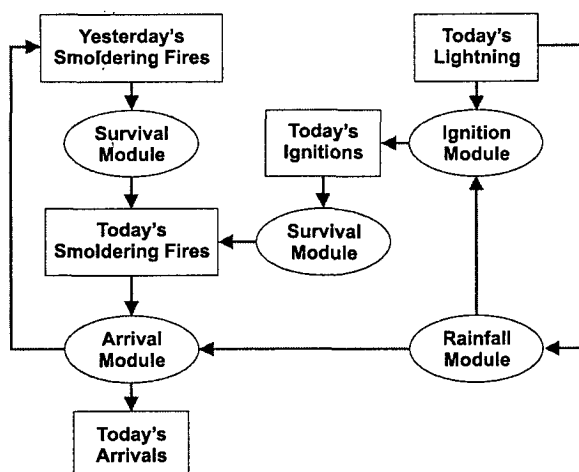 Yesterday's
Smoldering Fires
Today's
Lightning
Survival
Module
Today's
Ignitions
Ignition
Module
Today's
Smoldering Fires
Survival
Module
Arrival
Module
Rainfall
Module
Today's
Arrivals